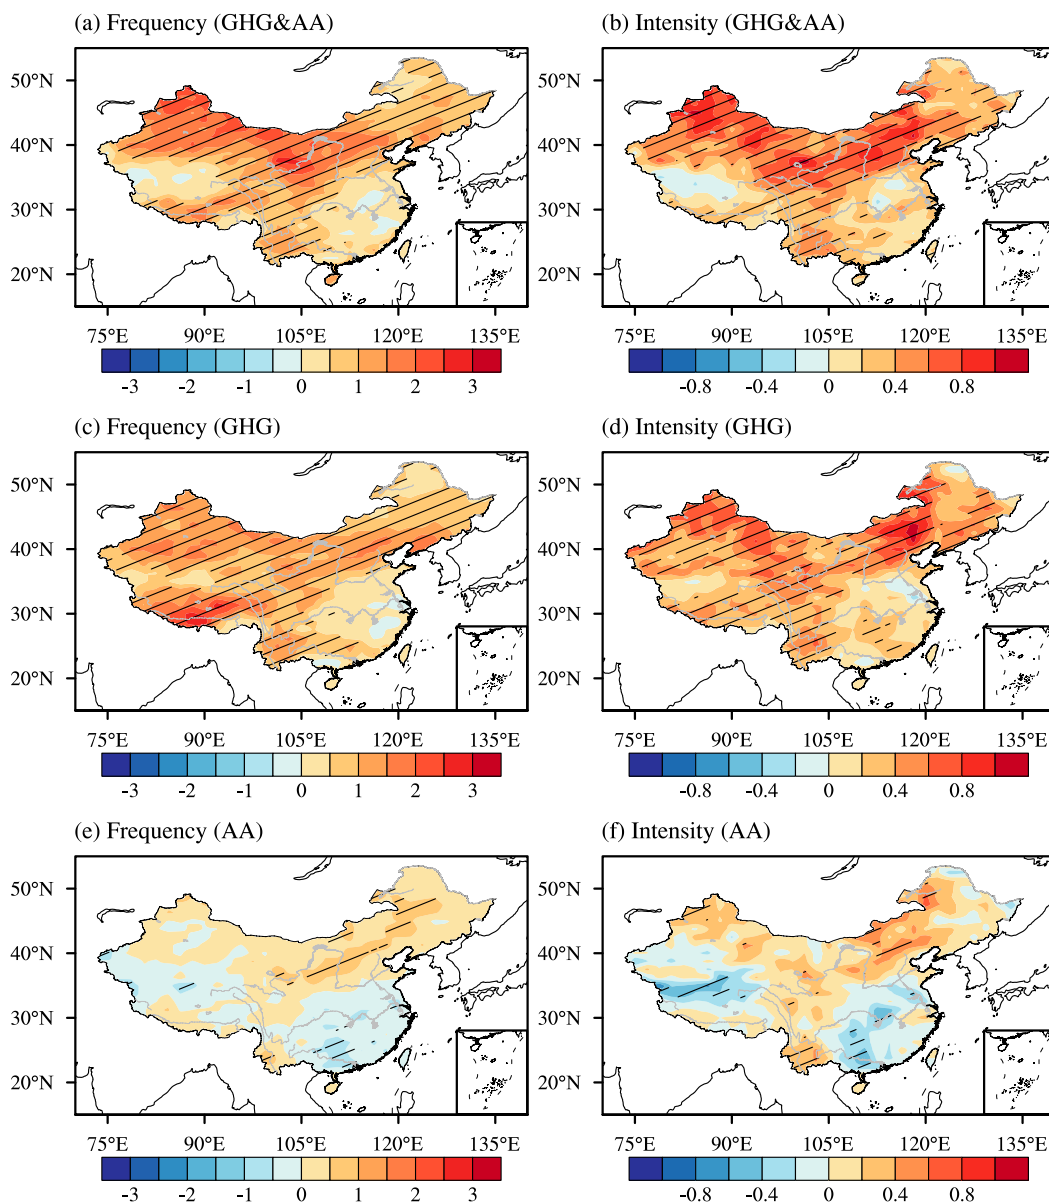 (a) Frequency (GHG&AA)
(b) Intensity (GHG&AA)
50°N
50°N
40°N
40°N
30°N
30°N
20°N
20°N
75°E 90°E 105°E 120°E 135°E
75°E 90°E 105°E 120°E 135°E
-3 -2 -1 0 1 2 3
-0.8 -0.4 0 0.4 0.8
(c) Frequency (GHG)
(d) Intensity (GHG)
50°N
50°N
40°N
40°N
30°N
30°N
20°N
20°N
75°E 90°E 105°E 120°E 135°E
75°E 90°E 105°E 120°E 135°E
-3 -2 -1 0 1 2 3
-0.8 -0.4 0 0.4 0.8
(e) Frequency (AA)
(f) Intensity (AA)
50°N
50°N
40°N
40°N
30°N
30°N
20°N
20°N
75°E 90°E 105°E 120°E 135°E
75°E 90°E 105°E 120°E 135°E
-3 -2 -1 0 1 2 3
-0.8 -0.4 0 0.4 0.8